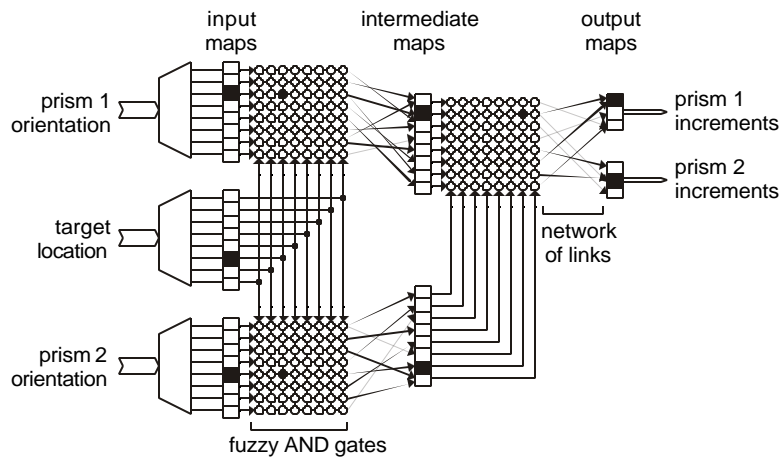 input
maps
intermediate
maps
output
maps
prism 1
orientation
prism 1
increments
prism 2
increments
target
location
network
of links
prism 2
orientation
fuzzy AND gates